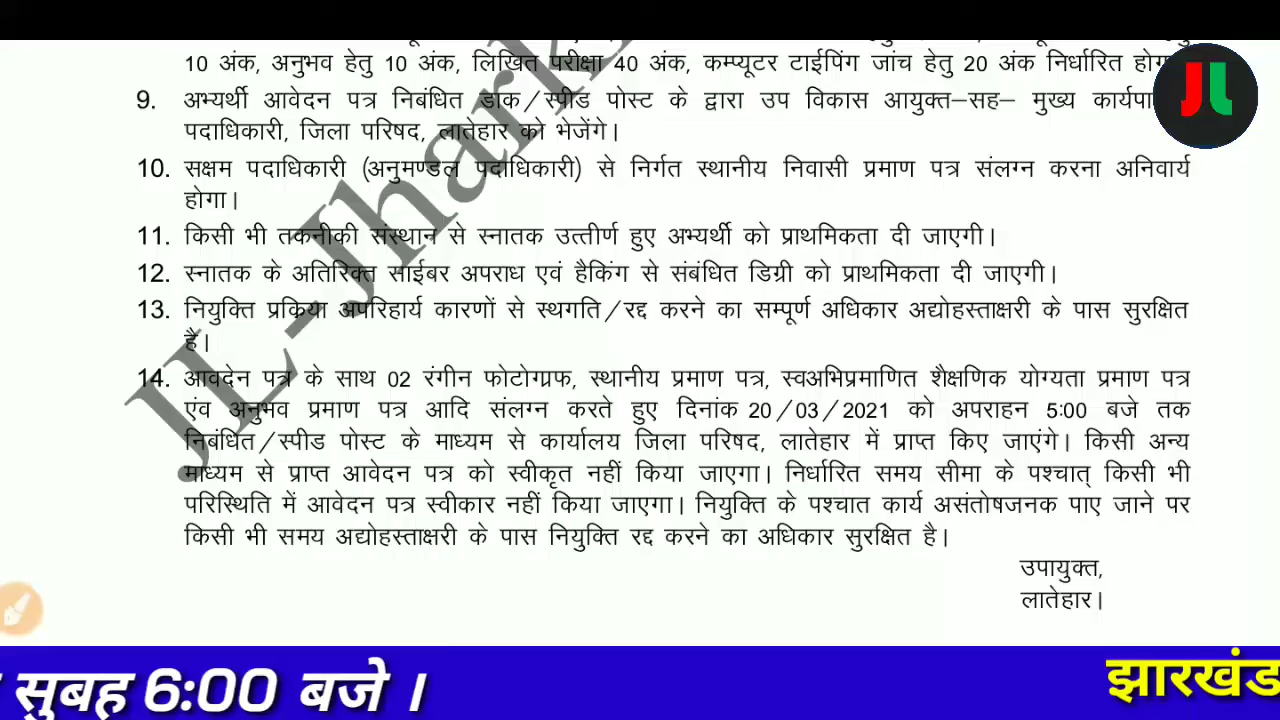 10 अंक, अनुभव हेतु 10 अंक, लिखित परीक्षा 40 अंक, कम्प्यूटर टाईपिंग जांच हेतु 20 अंक निर्धारित
9. अभ्यर्थी आवेदन पत्र निबंधित डाक/स्पीड पोस्ट के द्वारा उप विकास आयुक्त–सह– मुख्य
पदाधिकारी, जिला परिषद, लातेहार को भेजेंगे।
10. सक्षम पदाधिकारी (अनुमण्डल पदाधिकारी) से निर्गत स्थानीय निवासी प्रमाण पत्र संलग्न करना अनिवार्य
होगा।
11. किसी भी तकनीकी संस्थान से स्नातक उत्तीर्ण हुए अभ्यर्थी को प्राथमिकता दी जाएगी।
12. स्नातक के अतिरिक्त साईबर अपराध एवं हैकिंग से संबंधित डिग्री को प्राथमिकता दी जाएगी।
13. नियुक्ति प्रक्रिया अपरिहार्य कारणों से स्थगति/रद्द करने का सम्पूर्ण अधिकार अद्योहस्ताक्षरी के पास सुरक्षित
है।
14. आवदेन पत्र के साथ 02 रंगीन फोटोग्राफ, स्थानीय प्रमाण पत्र, स्वअभिप्रमाणित शैक्षणिक योग्यता प्रमाण पत्र
एंव अनुभव प्रमाण पत्र आदि संलग्न करते हुए दिनांक 20/03/2021 को अपराहन 5:00 बजे तक
निबंधित/स्पीड पोस्ट के माध्यम से कार्यालय जिला परिषद, लातेहार में प्राप्त किए जाएंगे। किसी अन्य
माध्यम से प्राप्त आवेदन पत्र को स्वीकृत नहीं किया जाएगा। निर्धारित समय सीमा के पश्चात् किसी भी
परिस्थिति में आवेदन पत्र स्वीकार नहीं किया जाएगा। नियुक्ति के पश्चात कार्य असंतोषजनक पाए जाने पर
किसी भी समय अद्योहस्ताक्षरी के पास नियुक्ति रद्द करने का अधिकार सुरक्षित है।
उपायुक्त,
लातेहार।
JL-Jhark
JL
सुबह 6:00 बजे । झारखंड